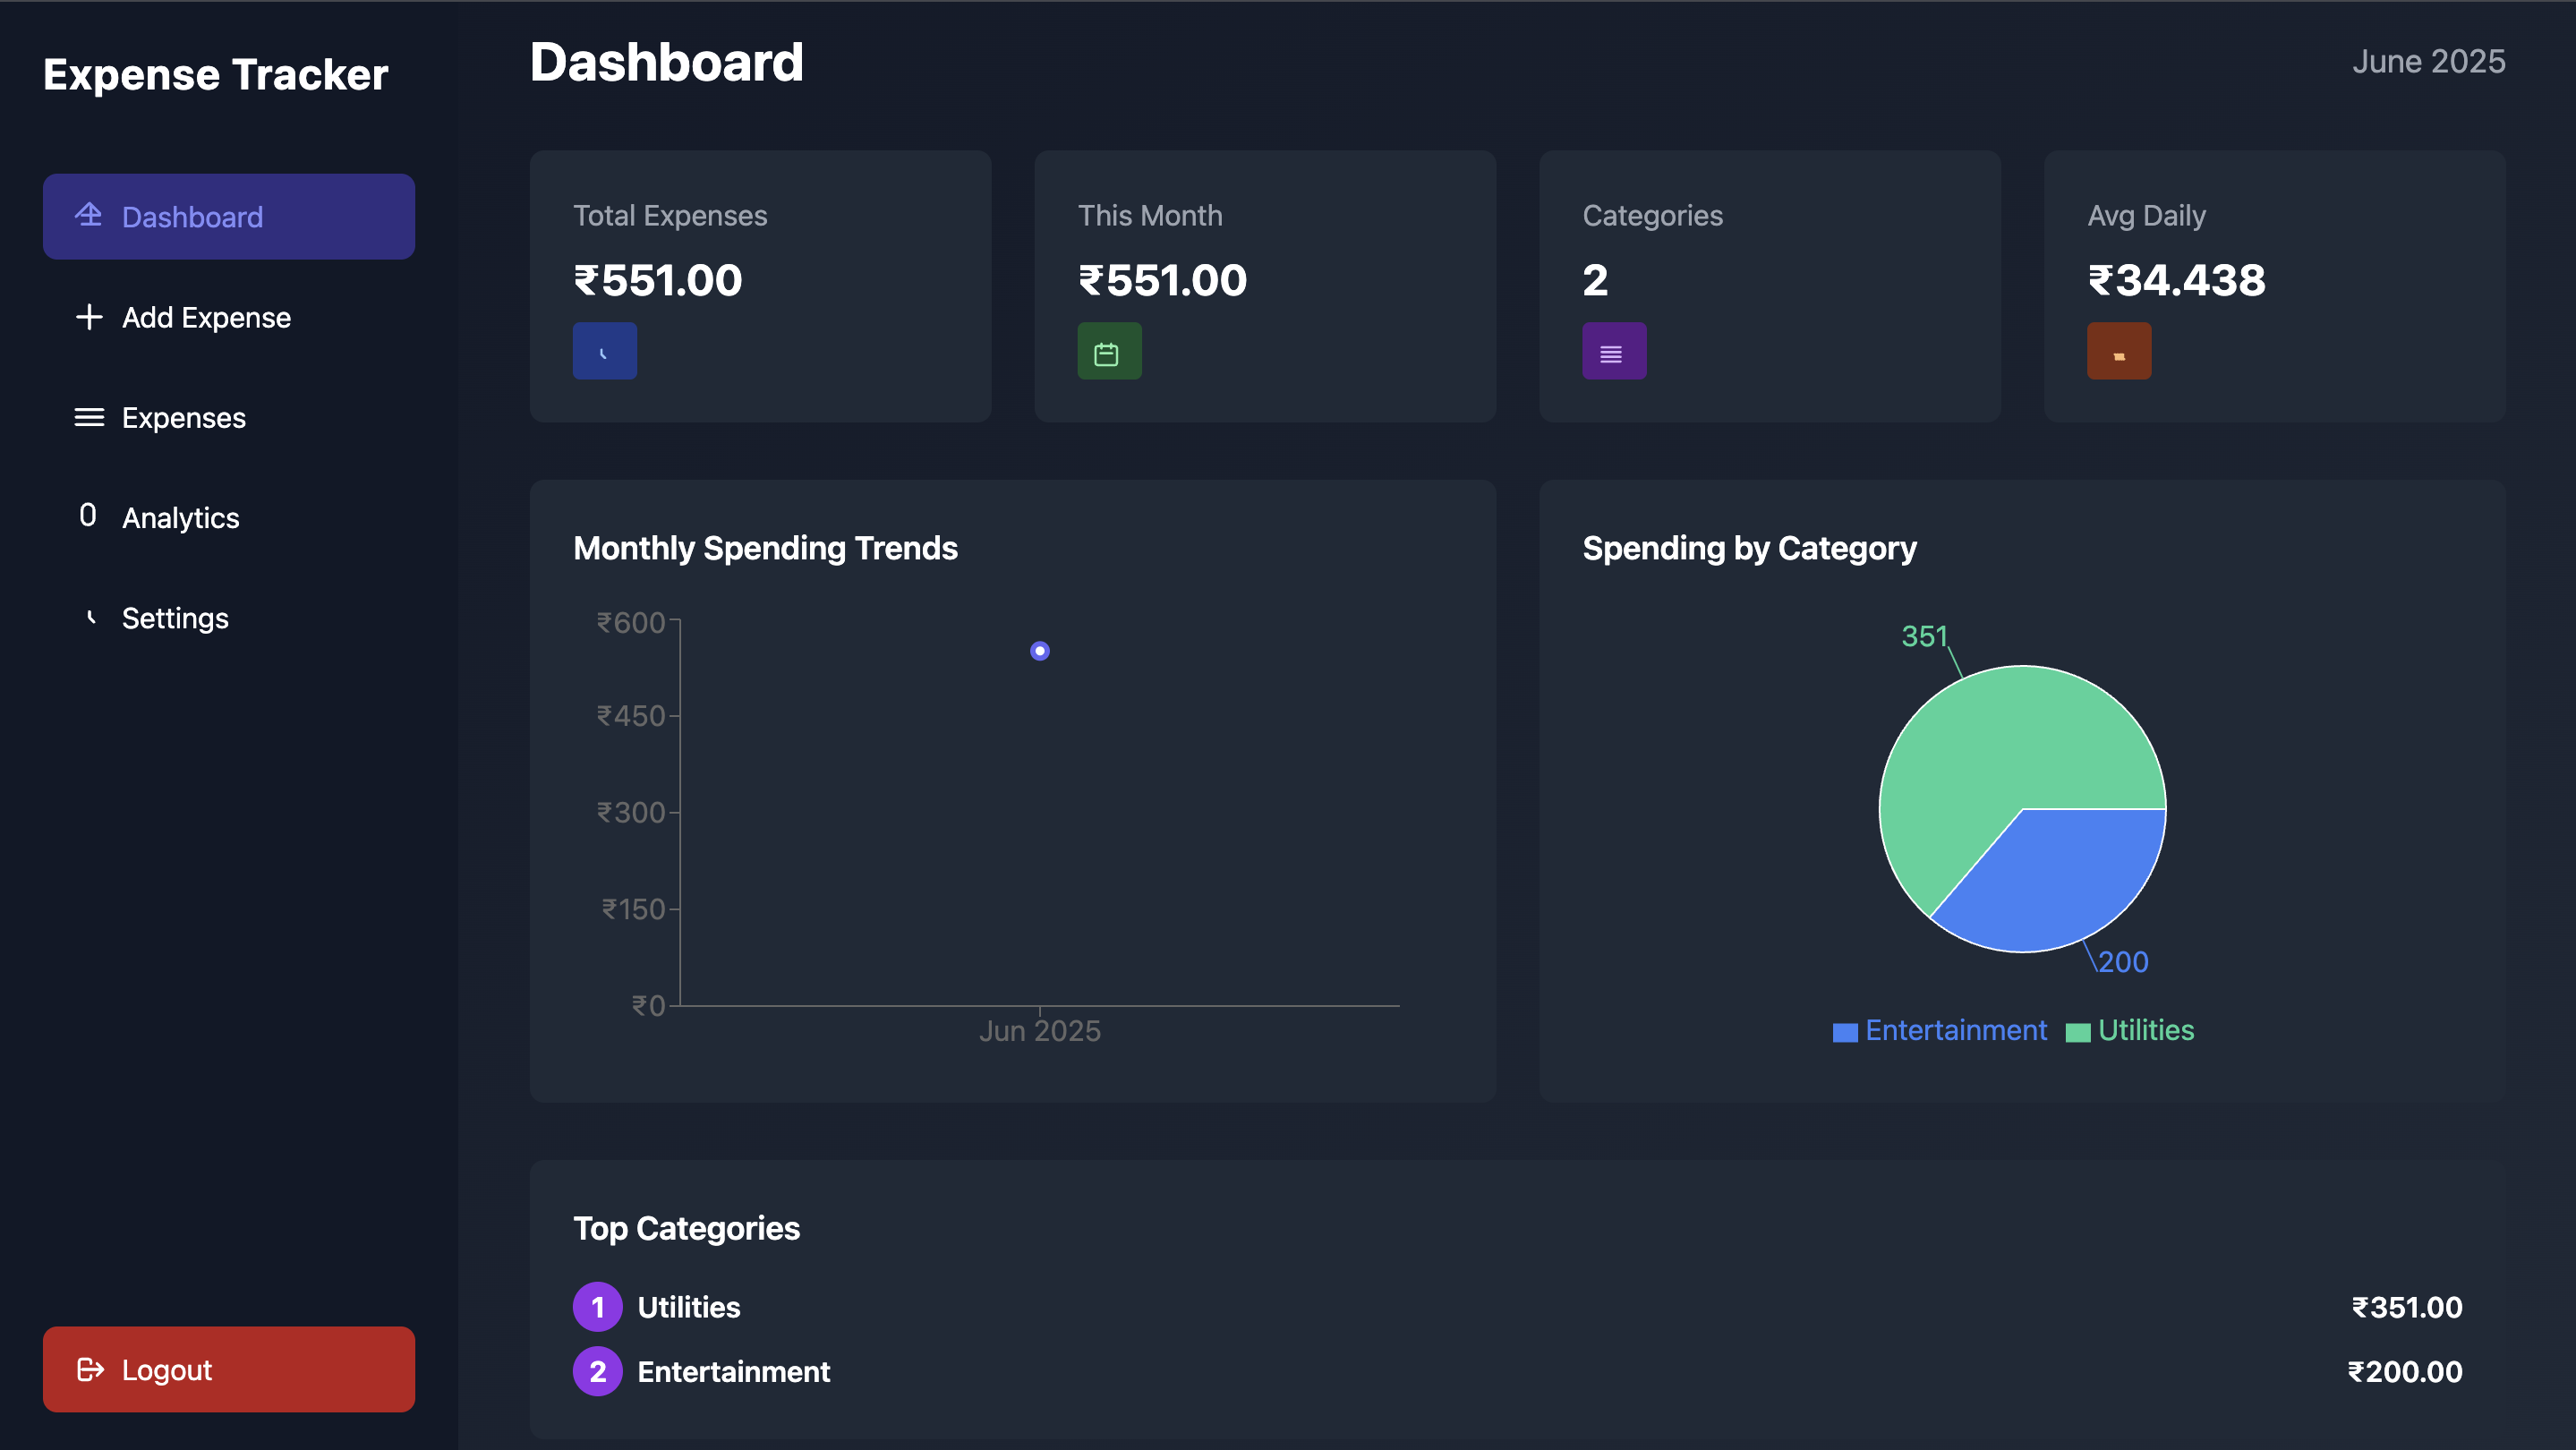 Expense Tracker
Dashboard
Add Expense
Expenses
Analytics
Settings
Logout
Dashboard
June 2025
Total Expenses
₹551.00
This Month
₹551.00
Categories
2
Avg Daily
₹34.438
Monthly Spending Trends
₹600
₹450
₹300
₹150
₹0
Jun 2025
Spending by Category
351
200
Entertainment
Utilities
Top Categories
1 Utilities ₹351.00
2 Entertainment ₹200.00